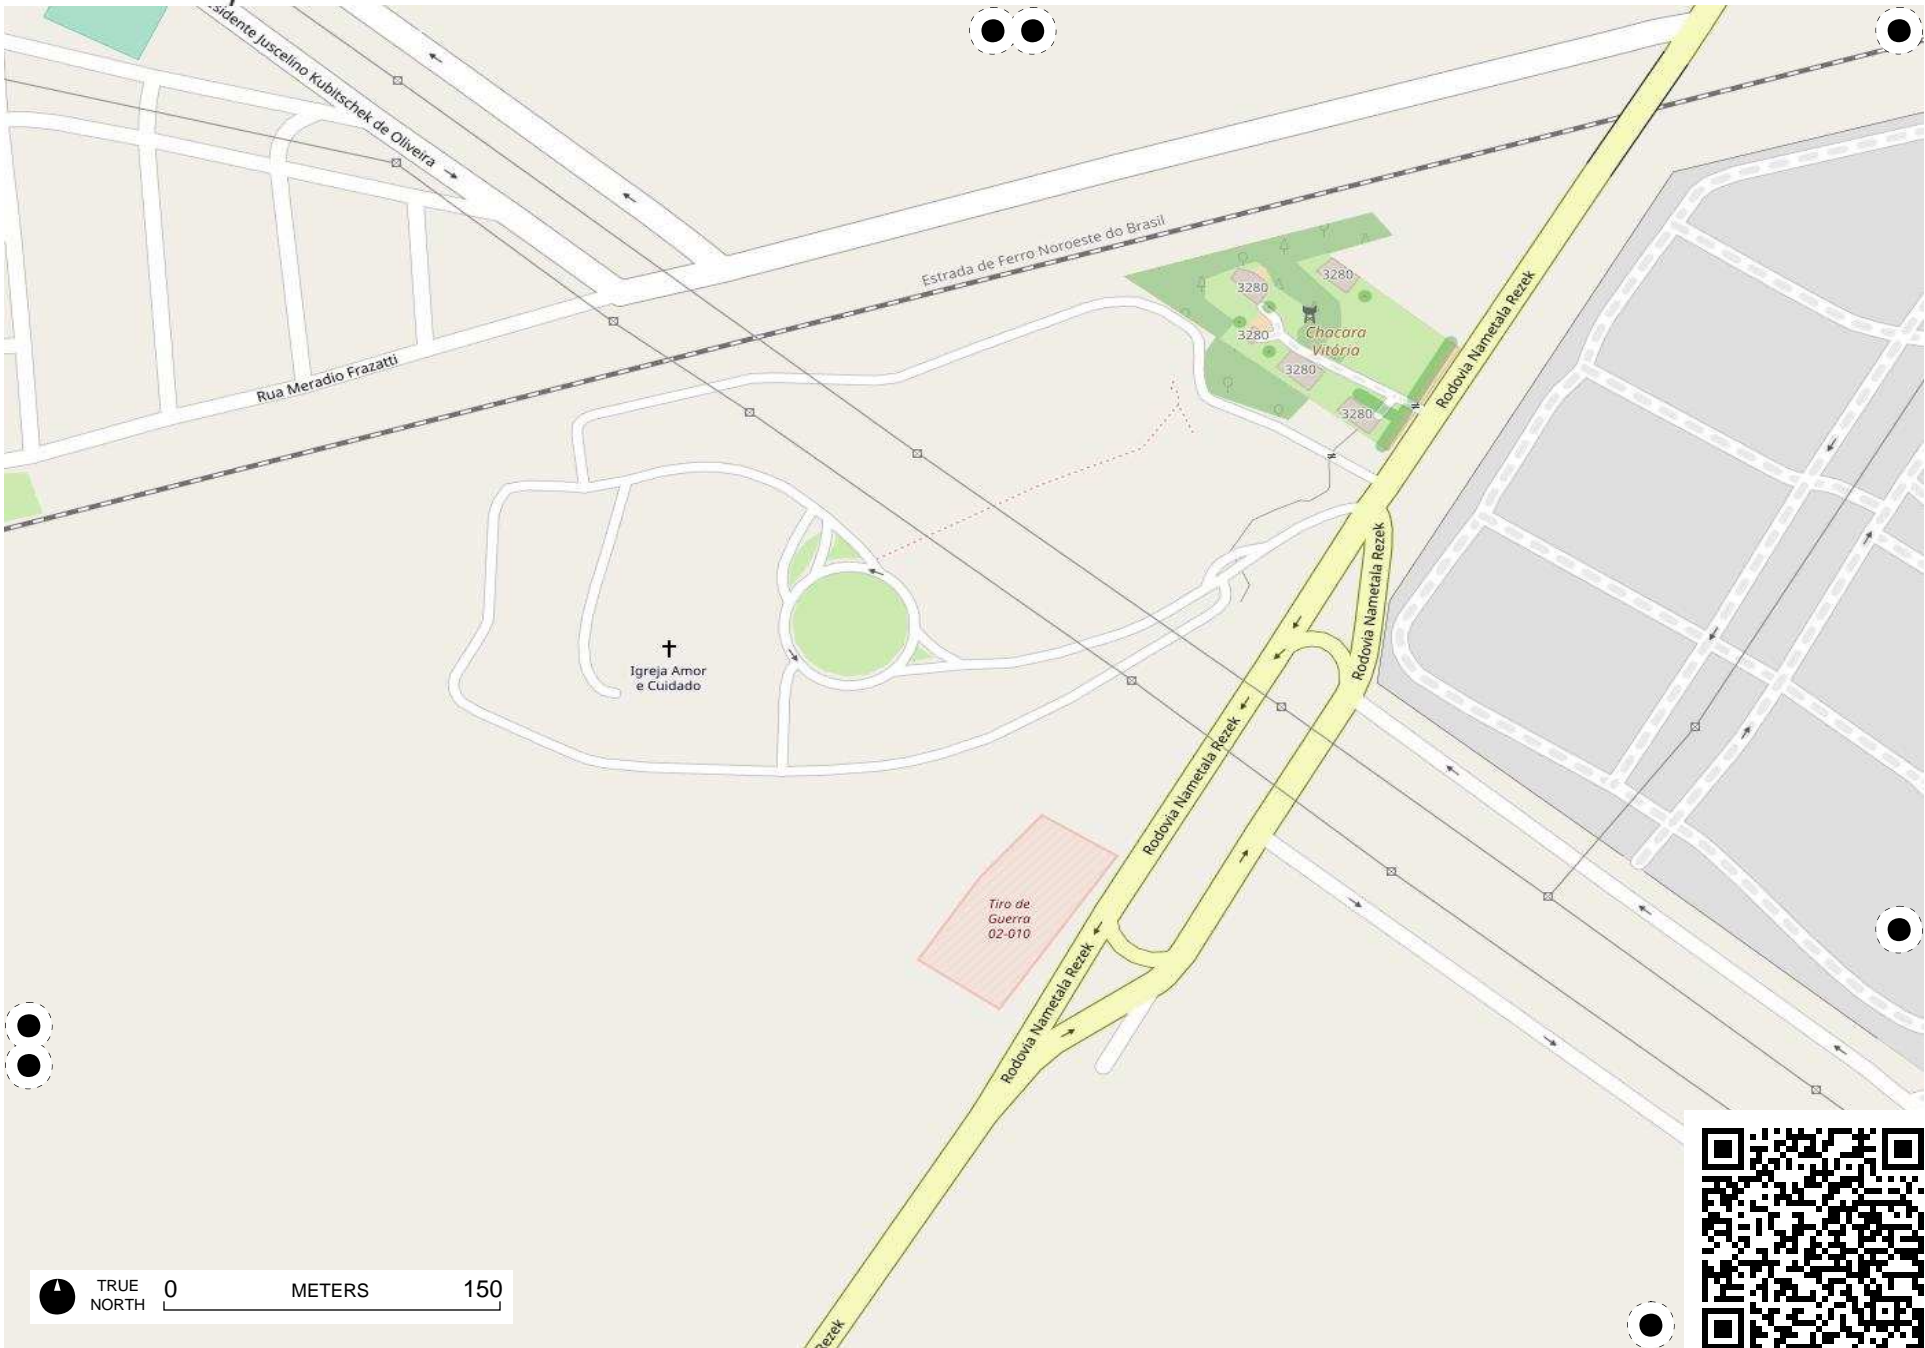 sidente Juscelino Kubitschek de Oliveira
Estrada de Ferro Noroeste do Brasil
3280
3280
3280
Chacara
Vitória
3280
3280
Rodovia Nametala Rezek
Rua Meradio Frazatti
Rodovia Nametala Rezek
Igreja Amor
e Cuidado
Rodovia Nametala Rezek
Tiro de
Guerra
02-010
Rodovia Nametala Rezek
TRUE
NORTH
0 METERS 150
Rezek